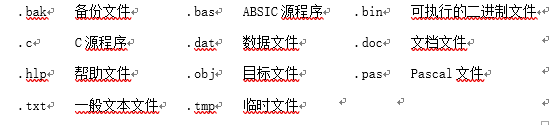 .bak 备份文件 .bas ABSIC 源程序 .bin 可执行的二进制文件
.c C 源程序 .dat 数据文件 .doc 文档文件
.hlp 帮助文件 .obj 目标文件 .pas Pascal 文件
.txt 一般文本文件 .tmp 临时文件